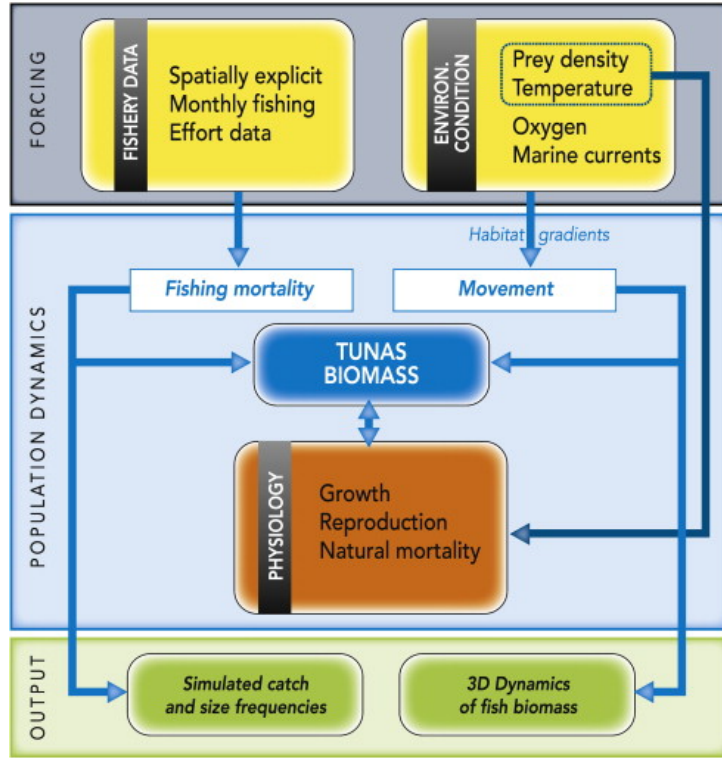 FORCING
FISHERY DATA
Spatially explicit
Monthly fishing
Effort data
ENVIRON.
CONDITION
Prey density
Temperature
Oxygen
Marine currents
POPULATION DYNAMICS
Habitat gradients
Fishing mortality
Movement
TUNAS
BIOMASS
PHYSIOLOGY
Growth
Reproduction
Natural mortality
OUTPUT
Simulated catch
and size frequencies
3D Dynamics
of fish biomass